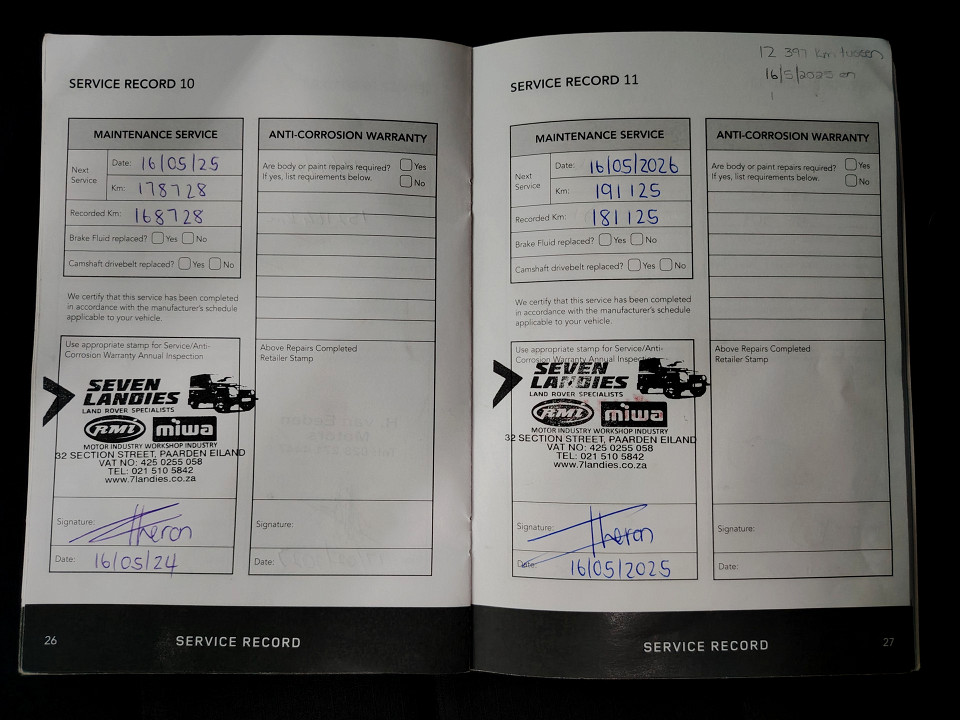 SERVICE RECORD 10
MAINTENANCE SERVICE
Next Service
Date: 16/05/25
Km: 178728
Recorded Km: 168728
Brake Fluid replaced? Yes No
Camshaft drivebelt replaced? Yes No
We certify that this service has been completed
in accordance with the manufacturer's schedule
applicable to your vehicle.
Use appropriate stamp for Service/Anti-
Corrosion Warranty Annual Inspection
SEVEN
LANDIES
LAND ROVER SPECIALISTS
RMI miwa
MOTOR INDUSTRY WORKSHOP INDUSTRY
32 SECTION STREET, PAARDEN EILAND
VAT NO: 425 0255 058
TEL: 021 510 5842
www.7landies.co.za
Signature: Theron
Date: 16/05/24
ANTI-CORROSION WARRANTY
Are body or paint repairs required? Yes
If yes, list requirements below. No
Above Repairs Completed
Retailer Stamp
Signature:
Date:
26
SERVICE RECORD
12 397 km tussen
16/5/2025 en
SERVICE RECORD 11
MAINTENANCE SERVICE
Next Service
Date: 16/05/2026
Km: 191 125
Recorded Km: 181 125
Brake Fluid replaced? Yes No
Camshaft drivebelt replaced? Yes No
We certify that this service has been completed
in accordance with the manufacturer's schedule
applicable to your vehicle.
Use appropriate stamp for Service/Anti-
Corrosion Warranty Annual Inspection
SEVEN
LANDIES
LAND ROVER SPECIALISTS
RMI miwa
MOTOR INDUSTRY WORKSHOP INDUSTRY
32 SECTION STREET, PAARDEN EILAND
VAT NO: 425 0255 058
TEL: 021 510 5842
www.7landies.co.za
Signature: Theron
Date: 16/05/2025
ANTI-CORROSION WARRANTY
Are body or paint repairs required? Yes
If yes, list requirements below. No
Above Repairs Completed
Retailer Stamp
Signature:
Date:
SERVICE RECORD
27